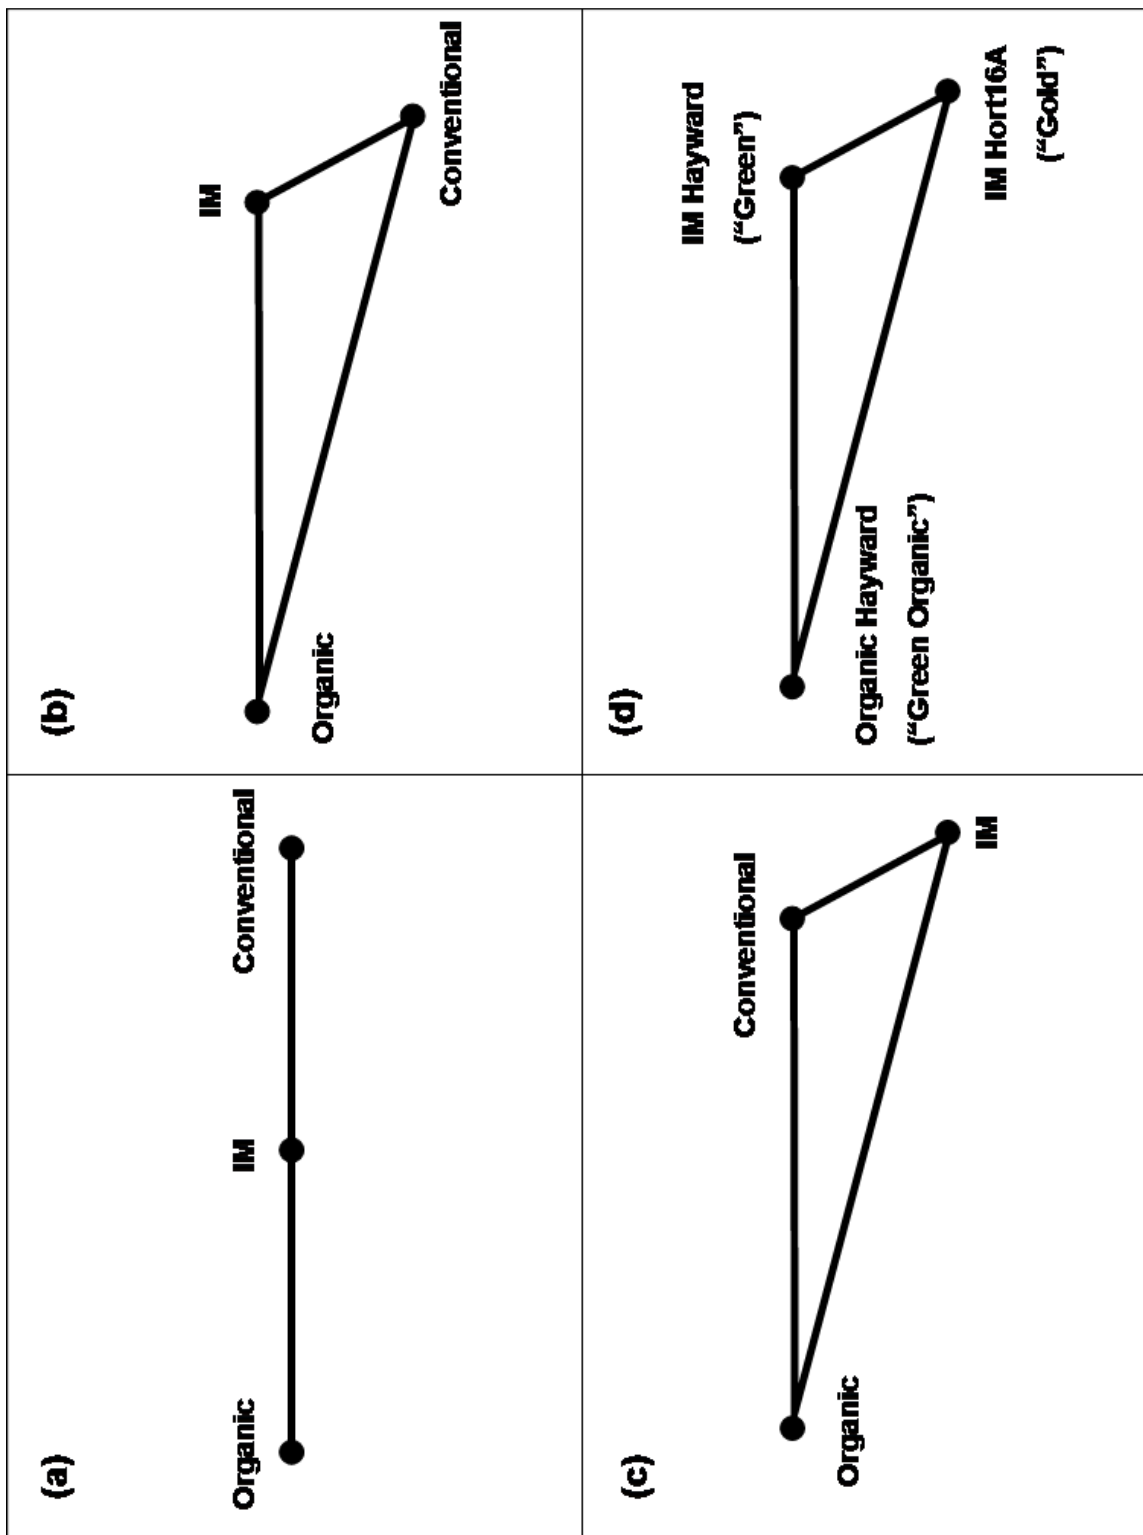 (a)
Organic
IM
Conventional
(b)
IM
Organic
Conventional
(c)
Conventional
Organic
IM
(d)
IM Hayward
(“Green”)
Organic Hayward
(“Green Organic”)
IM Hort16A
(“Gold”)